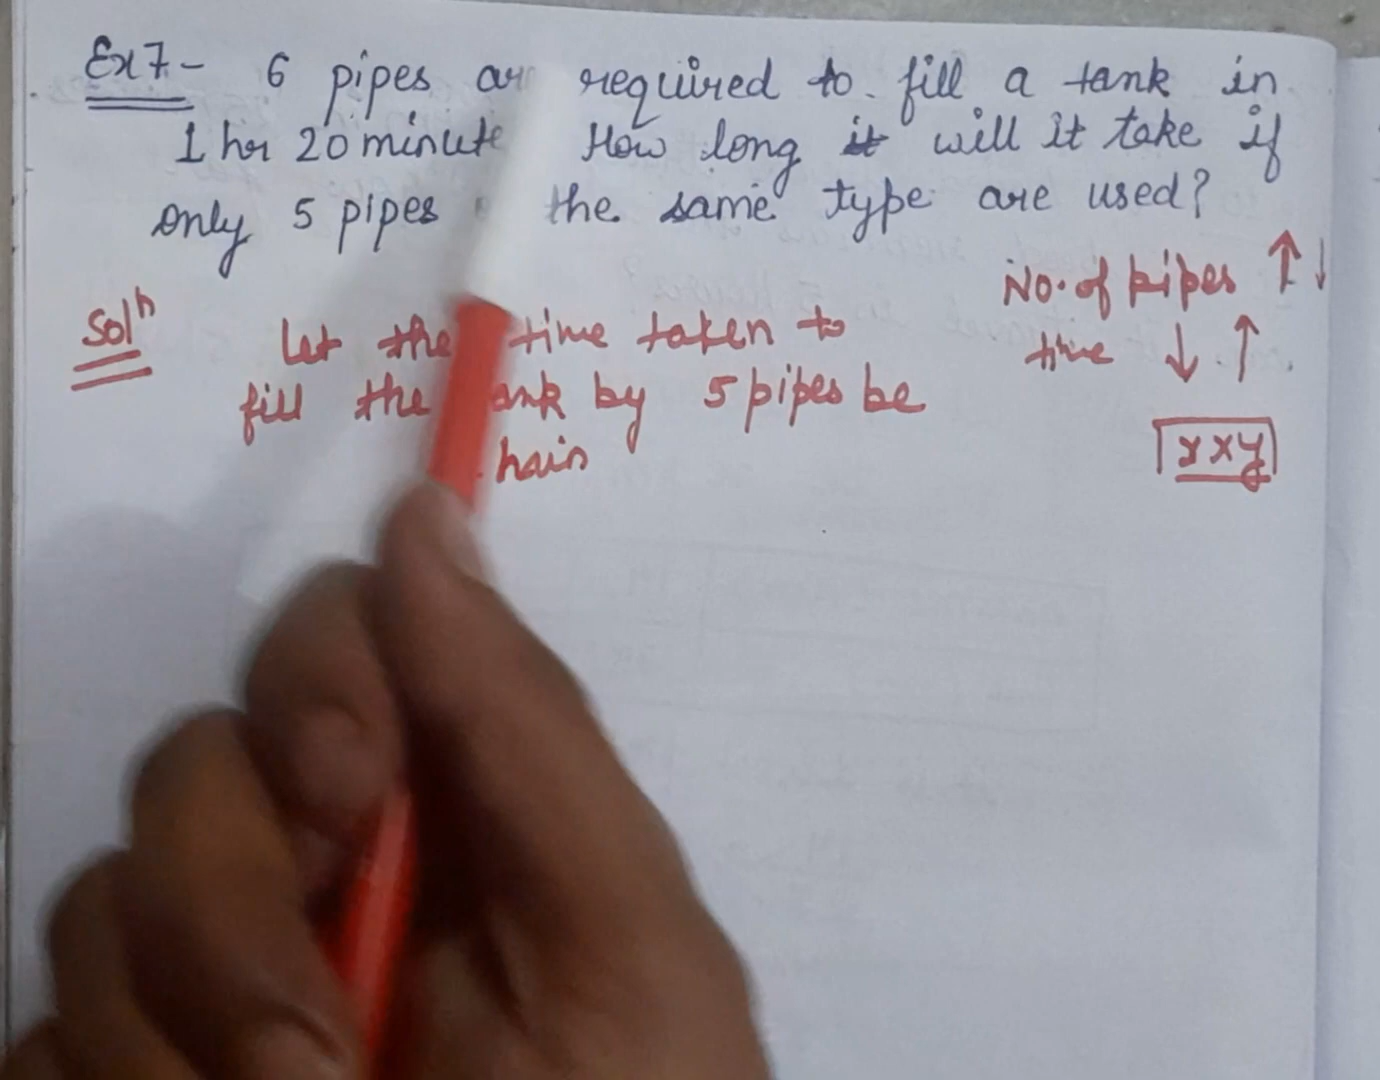 Ex 7- 6 pipes are required to fill a tank in
1 hr 20 minute How long it will it take if
only 5 pipes the same type are used?
No. of pipes ↑ ↓
time ↓ ↑
x x y
Solⁿ Let the time taken to
fill the ank by 5 pipes be